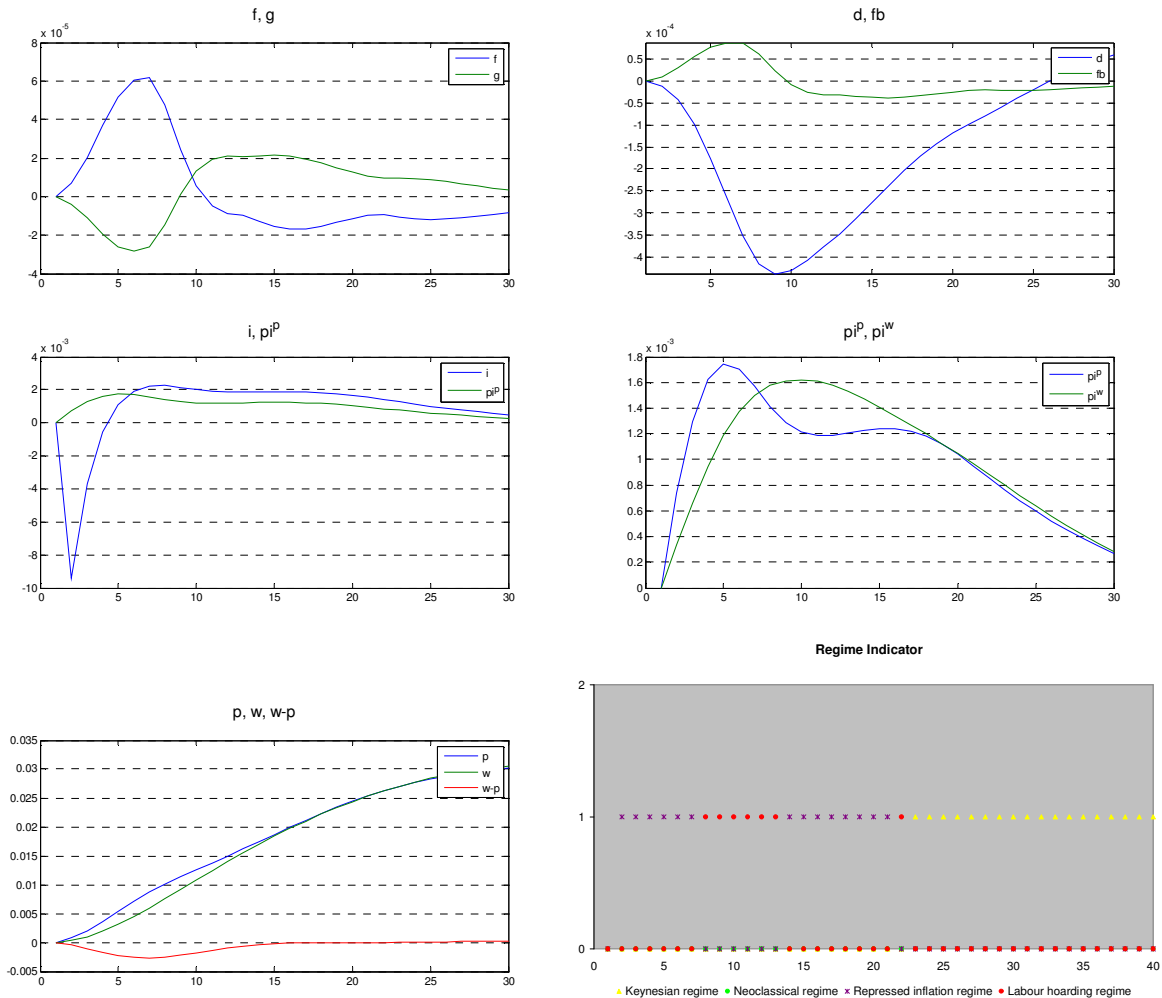 f, g
x 10-5
8
6
4
2
0
-2
-4
0 5 10 15 20 25 30
f
g
d, fb
x 10-4
0.5
0
-0.5
-1
-1.5
-2
-2.5
-3
-3.5
-4
0 5 10 15 20 25 30
d
fb
i, pip
x 10-3
4
2
0
-2
-4
-6
-8
-10
0 5 10 15 20 25 30
i
pip
pip, piw
x 10-3
1.8
1.6
1.4
1.2
1
0.8
0.6
0.4
0.2
0
0 5 10 15 20 25 30
pip
piw
p, w, w-p
0.035
0.03
0.025
0.02
0.015
0.01
0.005
0
-0.005
0 5 10 15 20 25 30
p
w
w-p
Regime Indicator
2
1
0
0 5 10 15 20 25 30 35 40
Keynesian regime Neoclassical regime Repressed inflation regime Labour hoarding regime